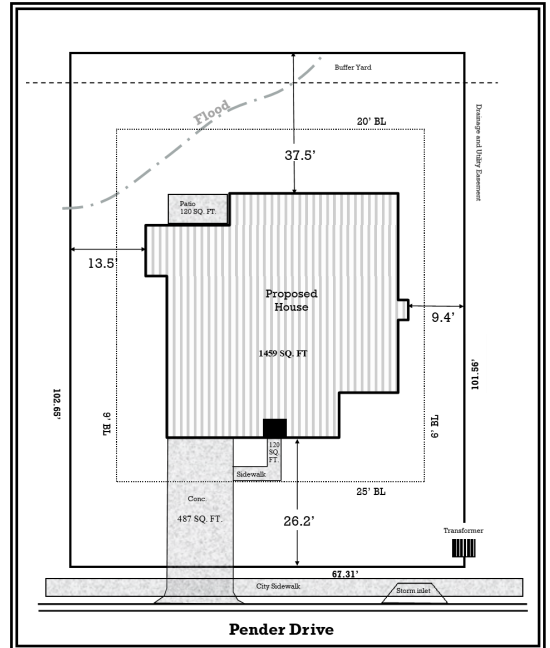 Buffer Yard
Flood
Drainage and Utility Easement
20' BL
37.5'
Patio
120 SQ. FT.
13.5'
Proposed
House
9.4'
1459 SQ. FT
102.65'
101.56'
9' BL
6' BL
120
SQ.
FT.
Sidewalk
25' BL
Conc.
487 SQ. FT.
26.2'
Transformer
67.31'
City Sidewalk
Storm inlet
Pender Drive